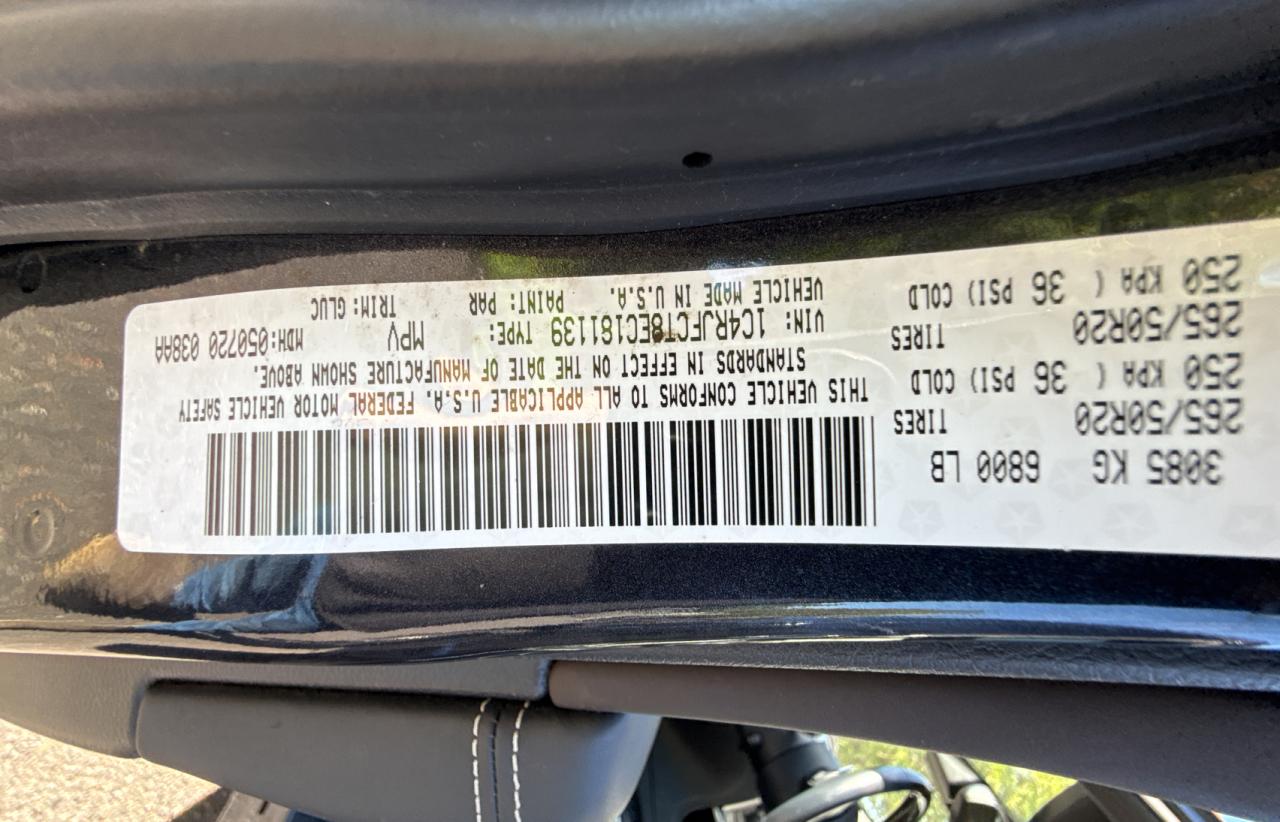 3085 KG 6800 LB
265/50R20 TIRES
250 KPA ( 36 PSI) COLD
265/50R20 TIRES
250 KPA ( 36 PSI) COLD
THIS VEHICLE CONFORMS TO ALL APPLICABLE U.S.A. FEDERAL MOTOR VEHICLE SAFETY
STANDARDS IN EFFECT ON THE DATE OF MANUFACTURE SHOWN ABOVE.
VIN: 1C4RJFCT8EC181139 TYPE: MPV MDH:050720 038AA
VEHICLE MADE IN U.S.A. PAINT: PAR TRIM: GLUC